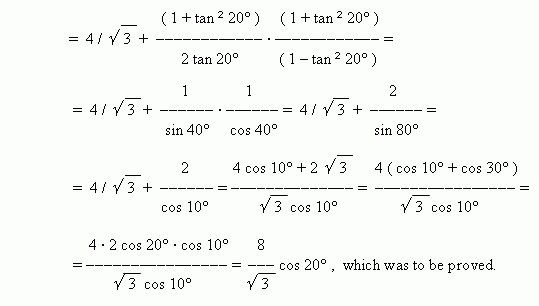 = 4 / √3 + ( 1 + tan ² 20° ) / 2 tan 20° · ( 1 + tan ² 20° ) / ( 1 − tan ² 20° ) =
= 4 / √3 + 1 / sin 40° · 1 / cos 40° = 4 / √3 + 2 / sin 80° =
= 4 / √3 + 2 / cos 10° = 4 cos 10° + 2 √3 / √3 cos 10° = 4 ( cos 10° + cos 30° ) / √3 cos 10° =
= 4 · 2 cos 20° · cos 10° / √3 cos 10° = 8 / √3 cos 20° , which was to be proved.